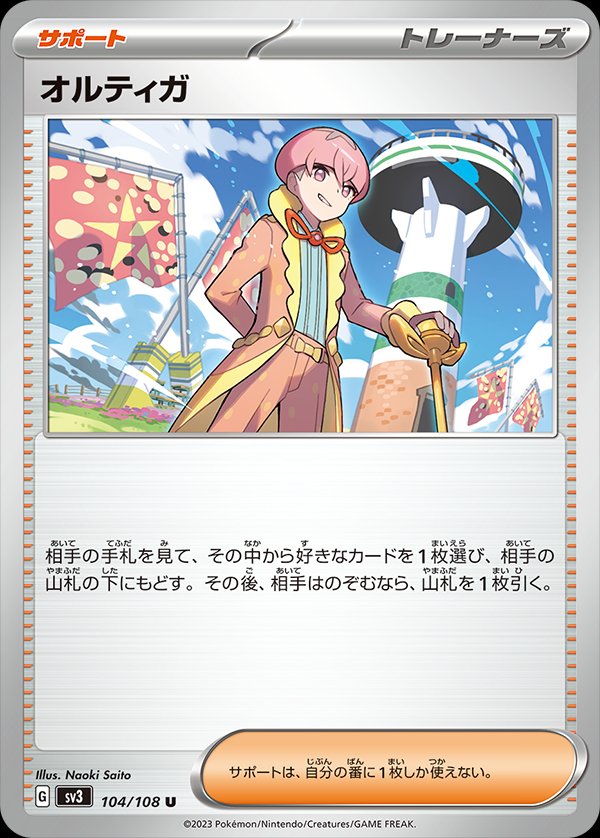 サポート
トレーナーズ
オルティガ
相手の手札を見て、その中から好きなカードを1枚選び、相手の
山札の下にもどす。その後、相手はのぞむなら、山札を1枚引く。
Illus. Naoki Saito
サポートは、自分の番に1枚しか使えない。
G sv3 104/108 U
©2023 Pokémon/Nintendo/Creatures/GAME FREAK.